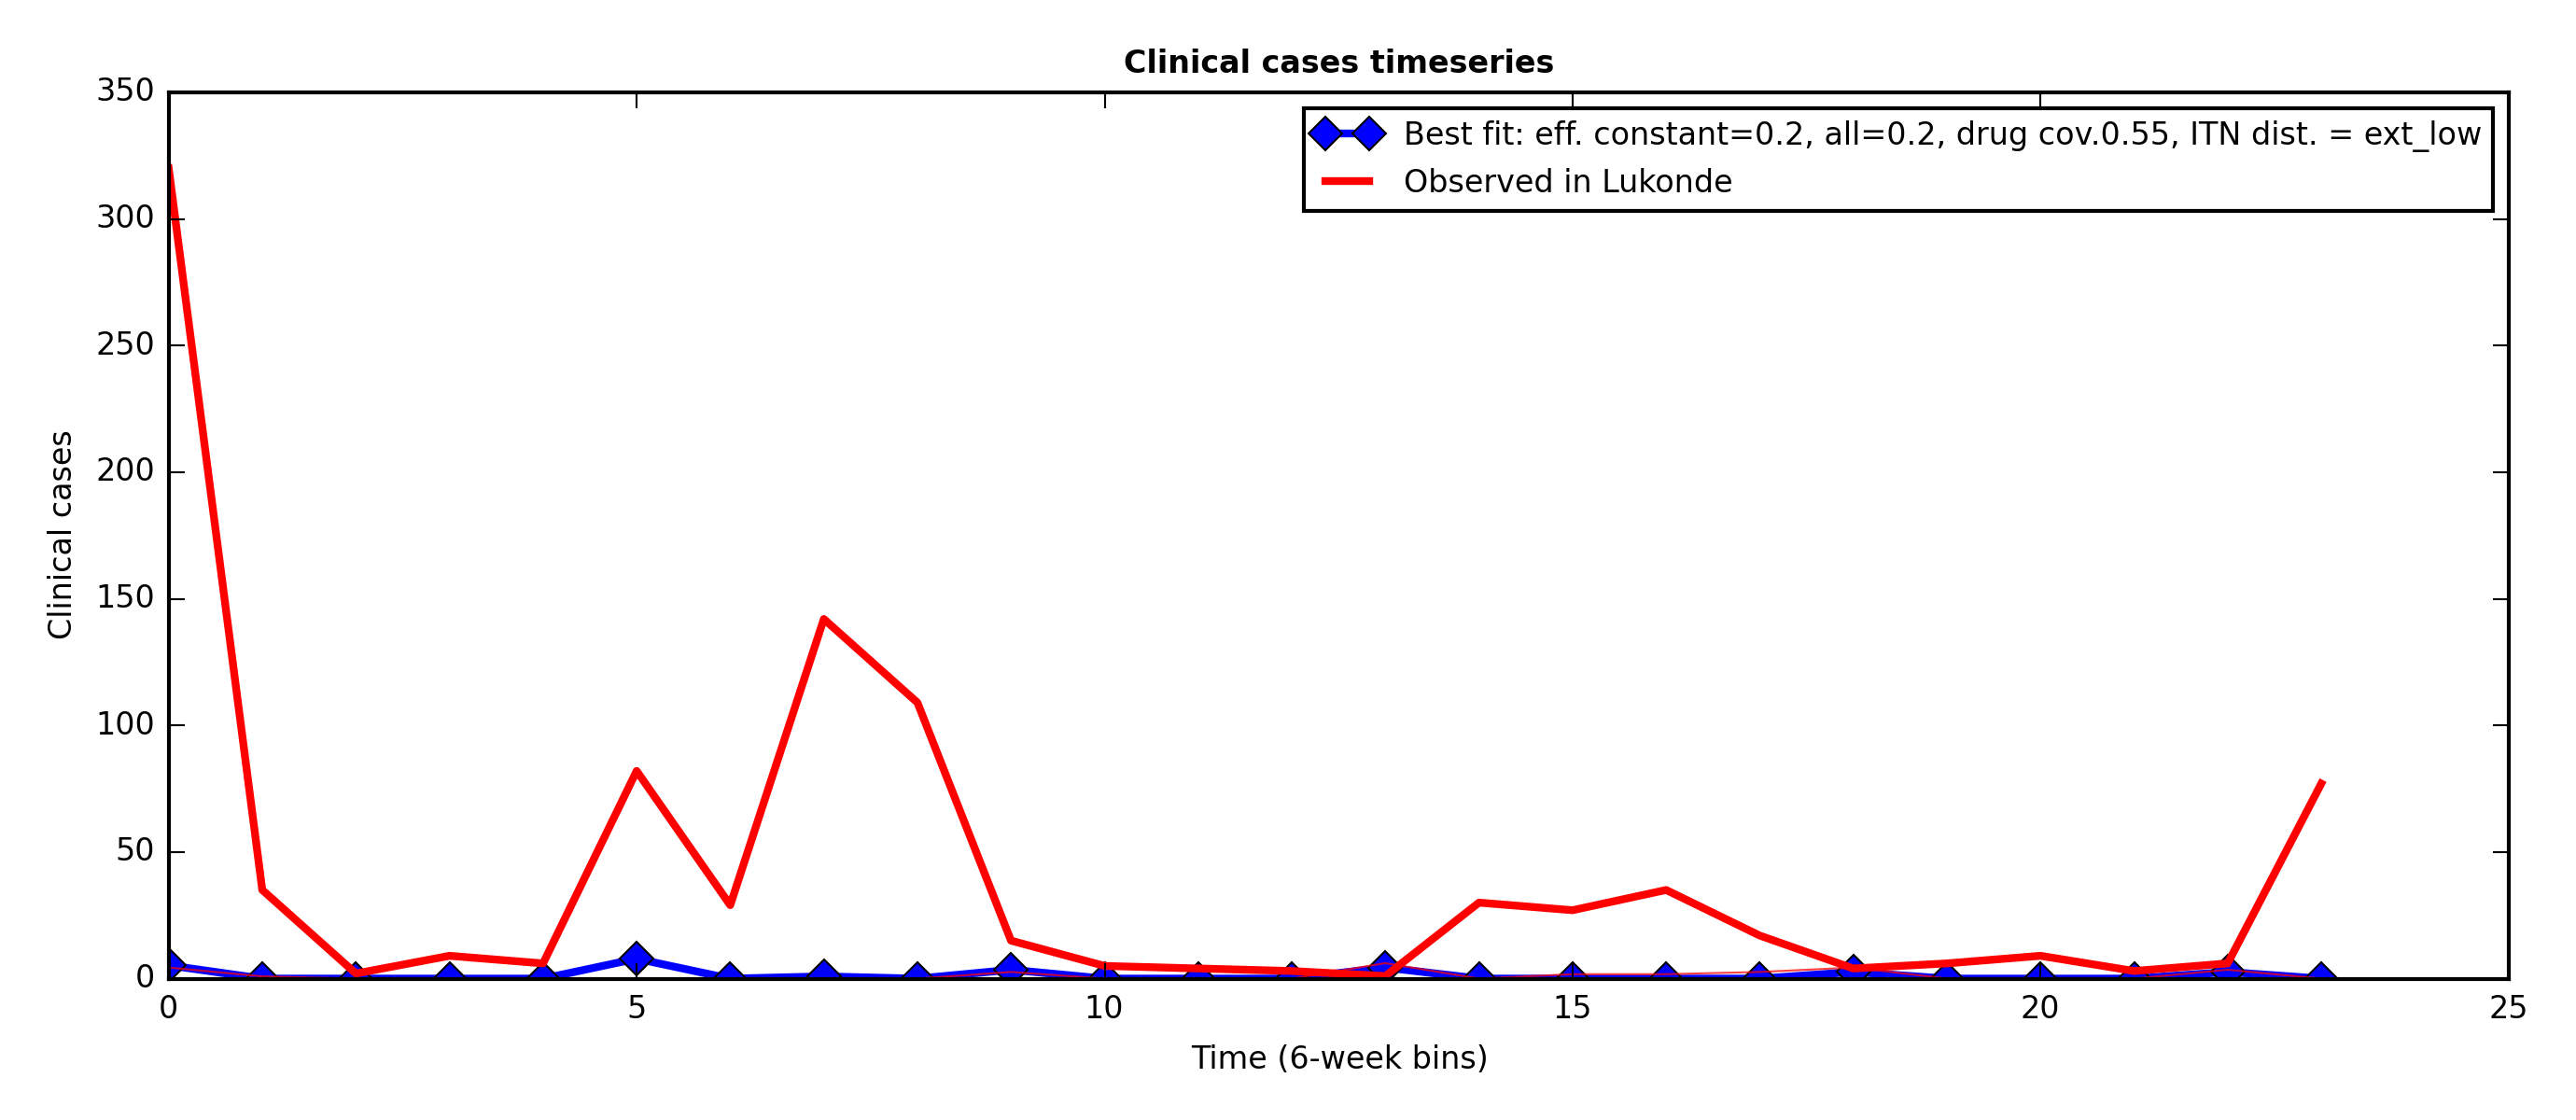 Clinical cases timeseries
350
300
250
200
150
100
50
0
Clinical cases
Best fit: eff. constant=0.2, all=0.2, drug cov.0.55, ITN dist. = ext_low
Observed in Lukonde
0 5 10 15 20 25
Time (6-week bins)